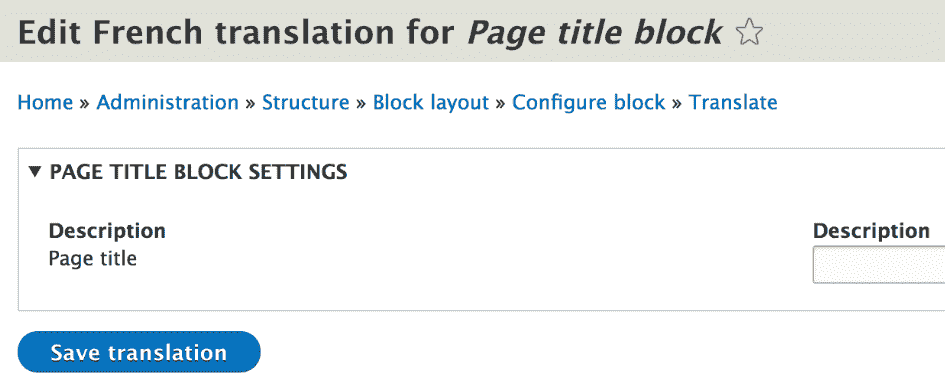 Edit French translation for Page title block
Home » Administration » Structure » Block layout » Configure block » Translate
PAGE TITLE BLOCK SETTINGS
Description Description
Page title
Save translation